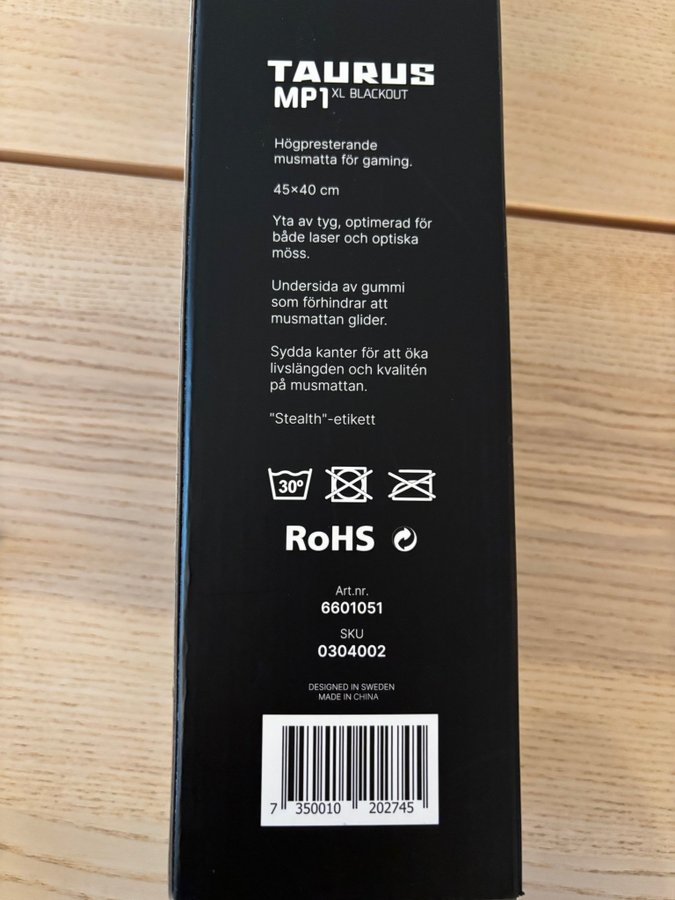 TAURUS
MP1 XL BLACKOUT
Högpresterande
musmatta för gaming.
45×40 cm
Yta av tyg, optimerad för
både laser och optiska
möss.
Undersida av gummi
som förhindrar att
musmattan glider.
Sydda kanter för att öka
livslängden och kvalitén
på musmattan.
"Stealth"-etikett
30º
RoHS
Art.nr.
6601051
SKU
0304002
DESIGNED IN SWEDEN
MADE IN CHINA
7 350010 202745